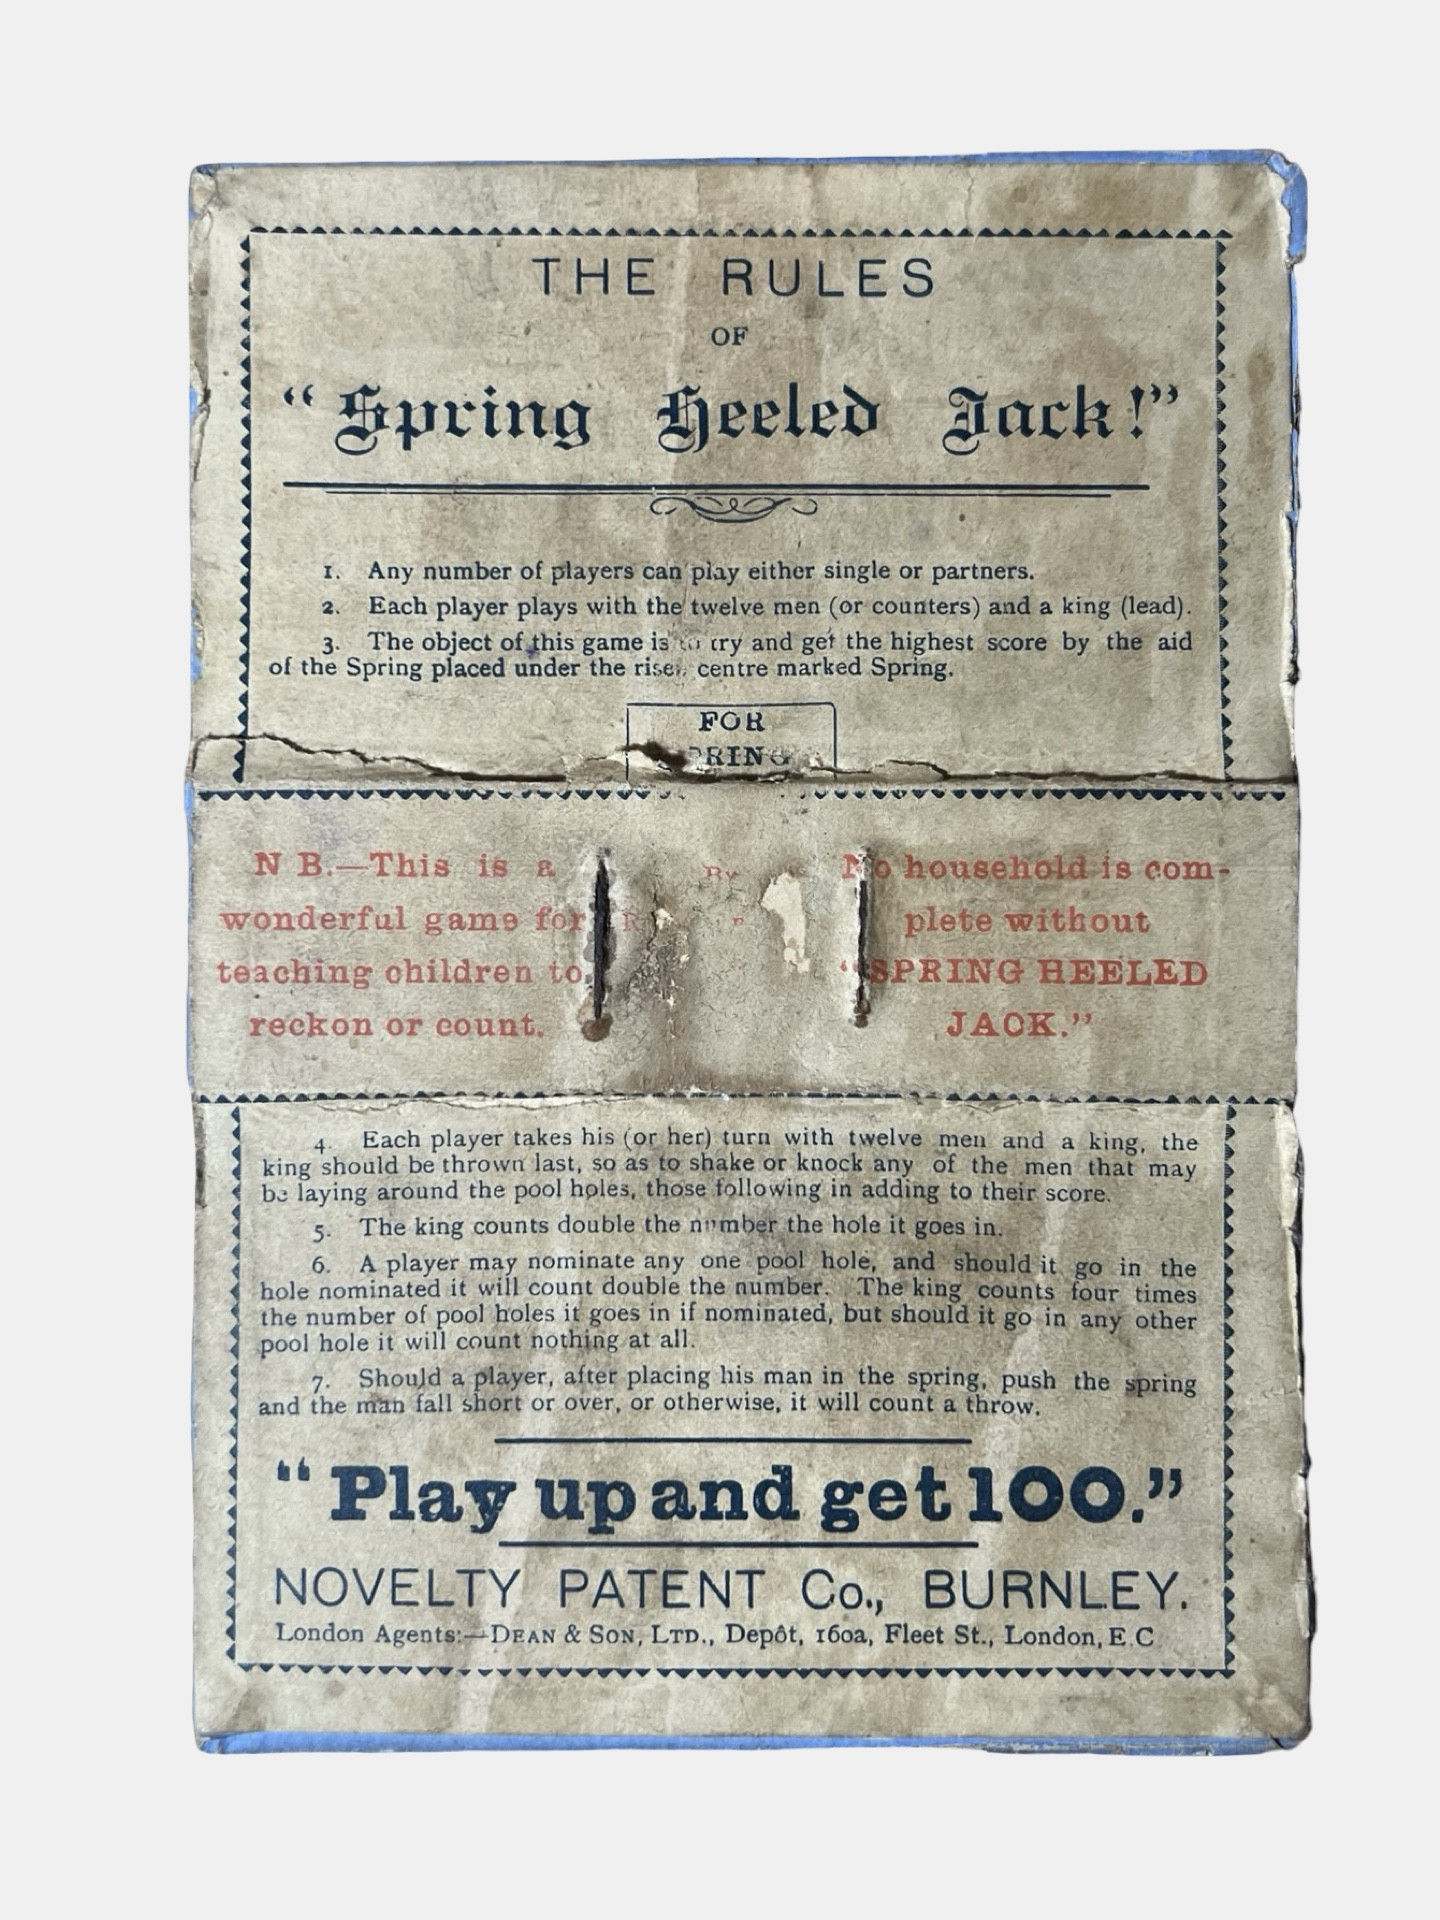 THE RULES
OF
“Spring Heeled Jack!”
1. Any number of players can play either single or partners.
2. Each player plays with the twelve men (or counters) and a king (lead).
3. The object of this game is to try and get the highest score by the aid
of the Spring placed under the risen centre marked Spring.
FOR
PRING
N B.—This is a
wonderful game for
teaching children to
reckon or count.
By
No household is com-
plete without
“SPRING HEELED
JACK.”
4. Each player takes his (or her) turn with twelve men and a king, the
king should be thrown last, so as to shake or knock any of the men that may
be laying around the pool holes, those following in adding to their score.
5. The king counts double the number the hole it goes in.
6. A player may nominate any one pool hole, and should it go in the
hole nominated it will count double the number. The king counts four times
the number of pool holes it goes in if nominated, but should it go in any other
pool hole it will count nothing at all.
7. Should a player, after placing his man in the spring, push the spring
and the man fall short or over, or otherwise, it will count a throw.
“Play up and get 100.”
NOVELTY PATENT Co., BURNLEY.
London Agents:—DEAN & SON, LTD., Depôt, 160a, Fleet St., London, E.C